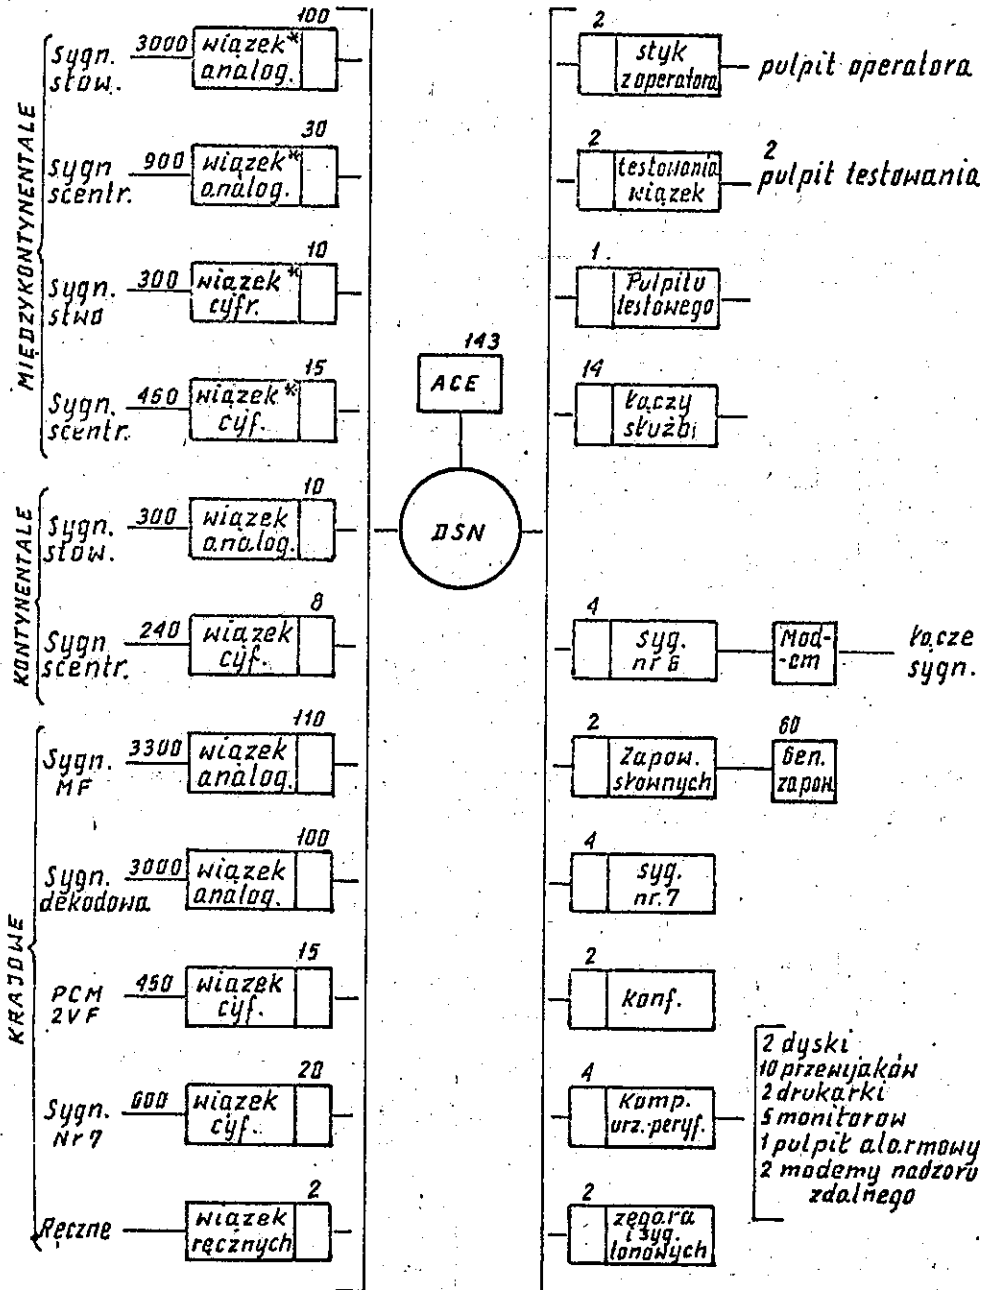 MIĘDZYKONTYNENTALE
Sygn.
stow.
3000
100
wiązek*
analog.
sygn
scentr.
900
30
wiązek*
analog.
Sygn.
stwo
300
10
wiązek*
cyfr.
Sygn.
scentr.
450
15
wiązek*
cyf.
KONTYNENTALE
Sygn.
stow.
300
10
wiązek
analog.
Sygn
scentr.
240
8
wiązek
cyf.
KRAJOWE
Sygn.
MF
3300
110
wiązek
analog.
Sygn.
dekodowa
3000
100
wiązek
analog.
PCM
2VF
450
15
wiązek
cyf.
Sygn.
Nr 7
600
20
wiązek
cyf.
Ręczne
2
wiązek
ręcznych
143
ACE
DSN
2
styk
z operatora
pulpit operatora
2
testowania
wiązek
2
pulpit testowania
1.
Pulpitu
testowego
14
łączy
służbi
4
syg.
nr 6
Mod-
-em
łącze
sygn.
2
Zapow.
słownych
60
Gen.
zapow
4
syg.
nr.7
2
konf.
4
Komp.
urz.-peryf.
2 dyski
10 przewijaków
2 drukarki
5 monitorów
1 pulpit alarmowy
2 modemy nadzoru
zdalnego
2
zegara
i syg.
tonowych